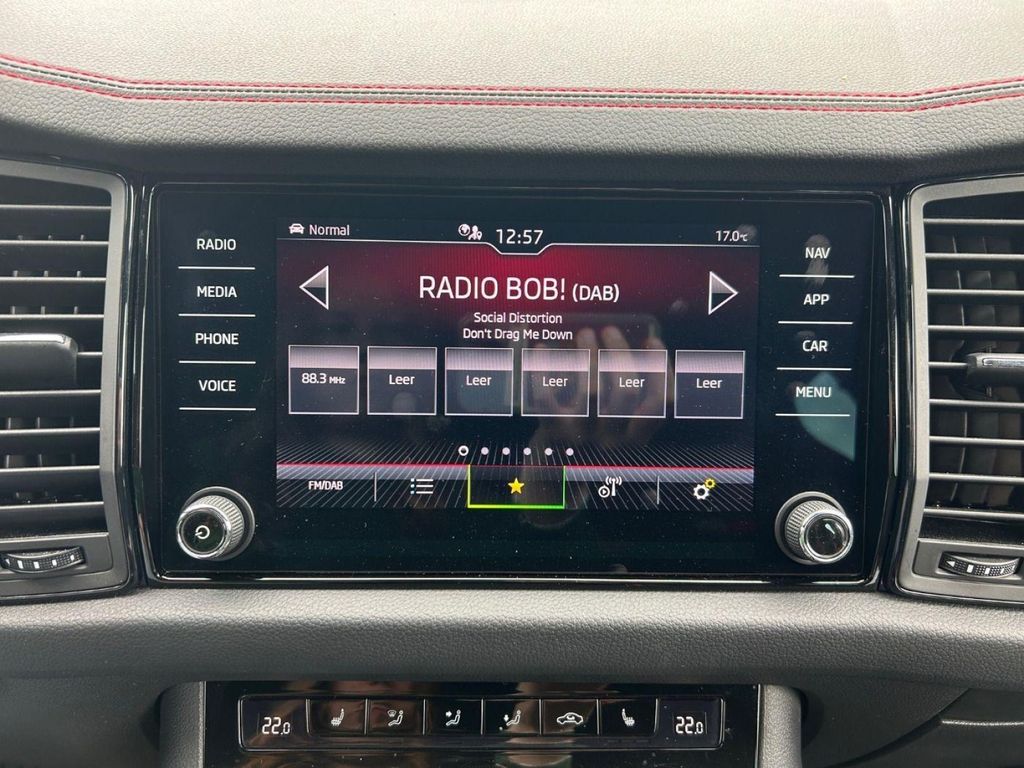 Normal
12:57
17.0°C
RADIO
MEDIA
PHONE
VOICE
RADIO BOB! (DAB)
Social Distortion
Don't Drag Me Down
88.3 MHz
Leer
Leer
Leer
Leer
Leer
FM/DAB
NAV
APP
CAR
MENU
22.0
22.0